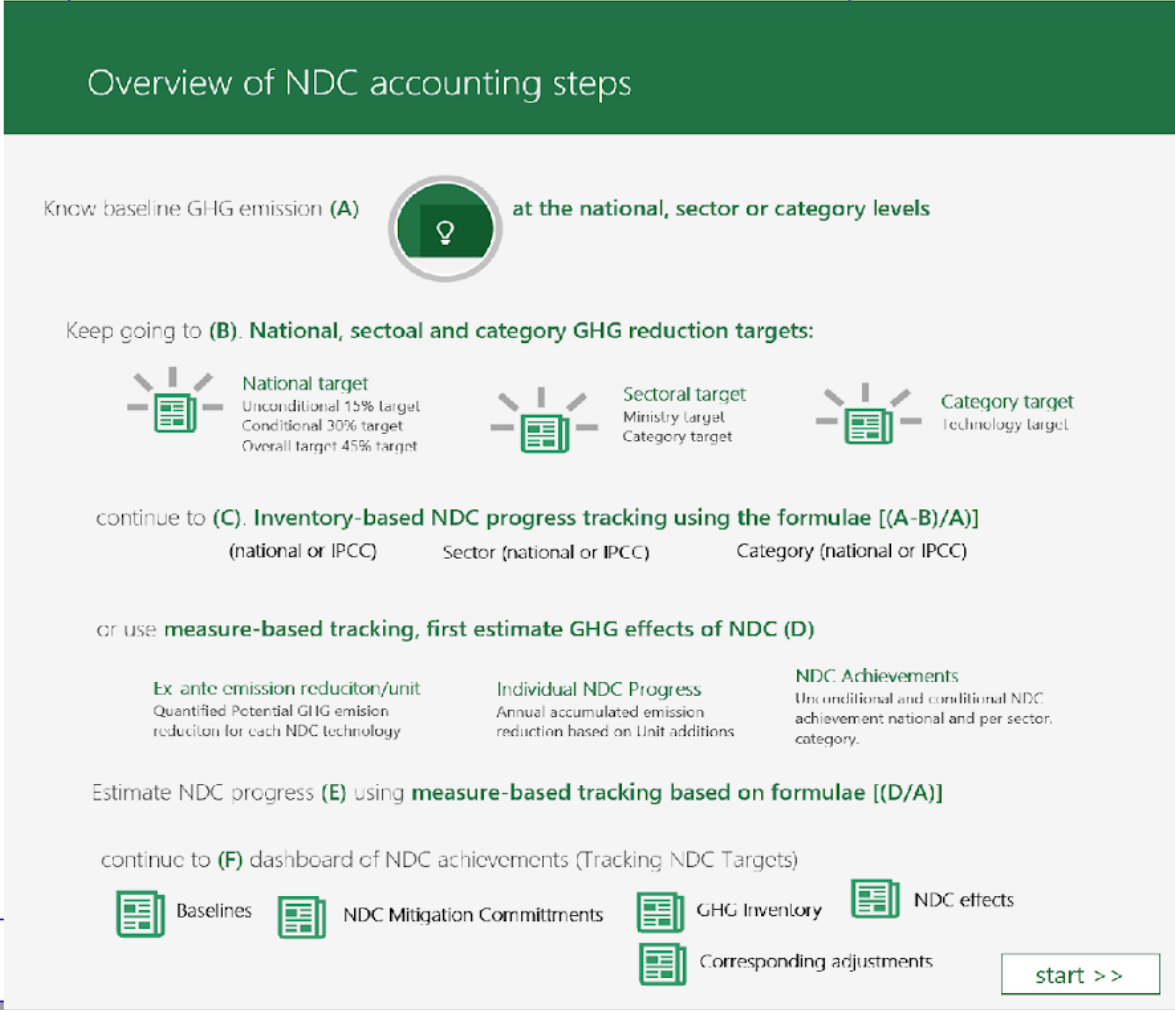 Overview of NDC accounting steps
Know baseline GHG emission (A) at the national, sector or category levels
Keep going to (B). National, sectoal and category GHG reduction targets:
National target
Unconditional 15% target
Conditional 30% target
Overall target 45% target
Sectoral target
Ministry target
Category target
Category target
Technology target
continue to (C). Inventory-based NDC progress tracking using the formulae [(A-B)/A)]
(national or IPCC) Sector (national or IPCC) Category (national or IPCC)
or use measure-based tracking, first estimate GHG effects of NDC (D)
Ex-ante emission reduciton/unit
Quantified Potential GHG emision
reduciton for each NDC technology
Individual NDC Progress
Annual accumulated emission
reduction based on Unit additions
NDC Achievements
Unconditional and conditional NDC
achievement national and per sector,
category.
Estimate NDC progress (E) using measure-based tracking based on formulae [(D/A)]
continue to (F) dashboard of NDC achievements (Tracking NDC Targets)
Baselines
NDC Mitigation Committments
GHG Inventory
NDC effects
Corresponding adjustments
start >>